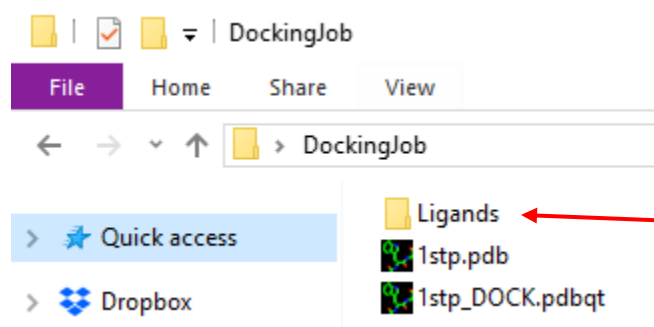 DockingJob
File Home Share View
DockingJob
Quick access
Dropbox
Ligands
1stp.pdb
1stp_DOCK.pdbqt